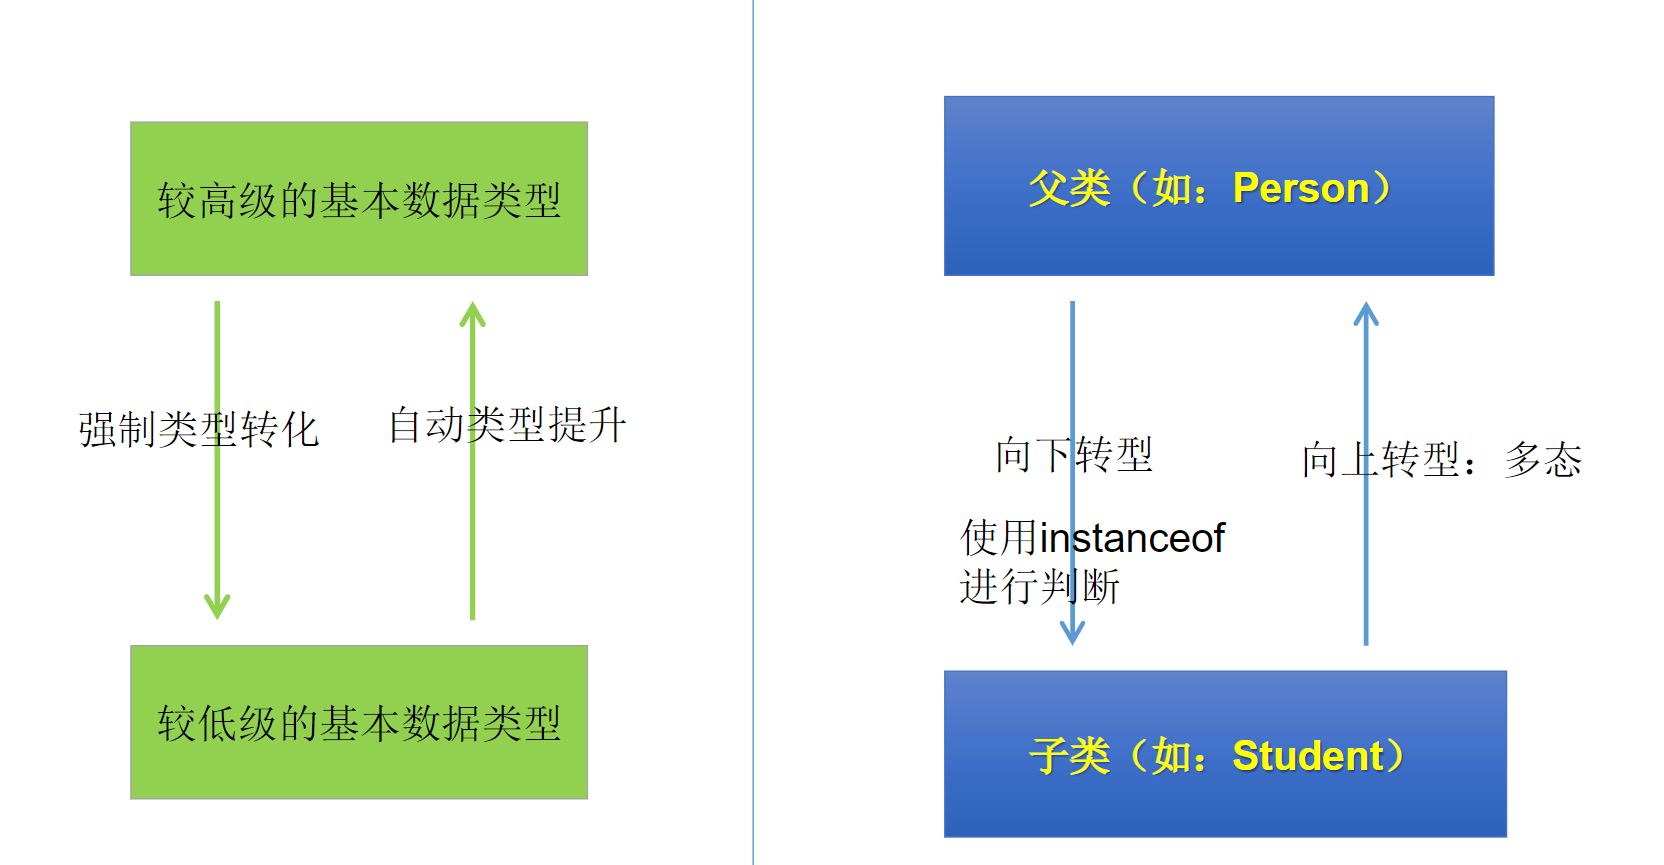 较高级的基本数据类型
强制类型转化
自动类型提升
较低级的基本数据类型
父类（如：Person）
向下转型
使用instanceof
进行判断
向上转型：多态
子类（如：Student）